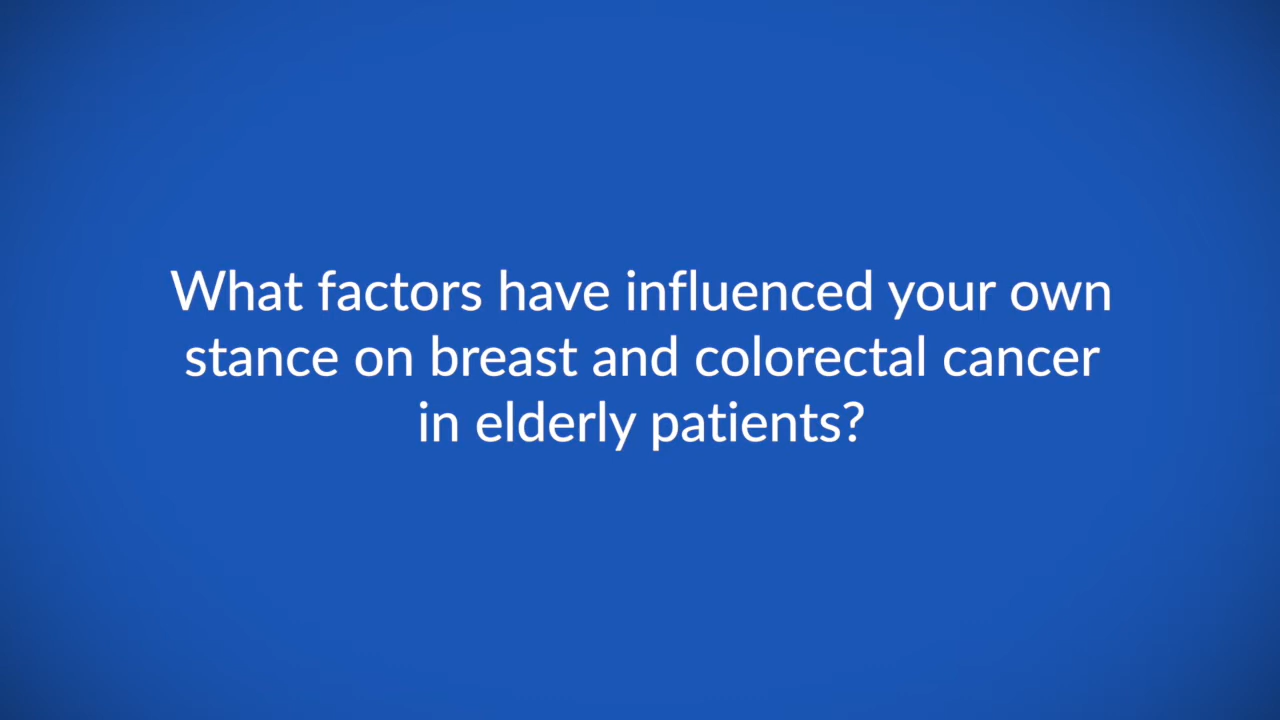 What factors have influenced your own
stance on breast and colorectal cancer
in elderly patients?